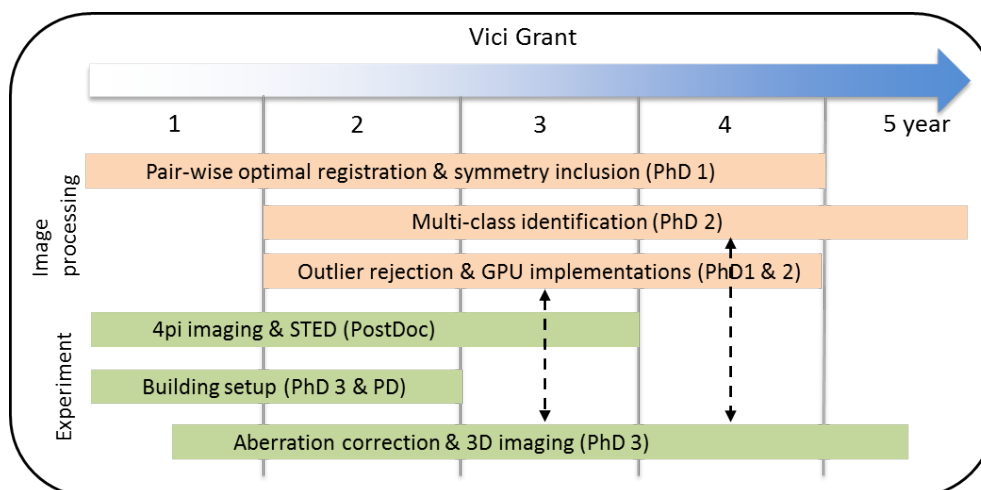 Vici Grant
1 2 3 4 5 year
Image
processing
Pair-wise optimal registration & symmetry inclusion (PhD 1)
Multi-class identification (PhD 2)
Outlier rejection & GPU implementations (PhD1 & 2)
Experiment
4pi imaging & STED (PostDoc)
Building setup (PhD 3 & PD)
Aberration correction & 3D imaging (PhD 3)